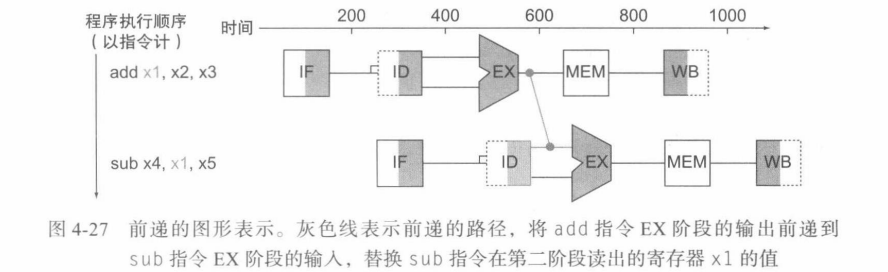 程序执行顺序
（以指令计）
时间
200 400 600 800 1000
add x1, x2, x3
IF ID EX MEM WB
sub x4, x1, x5
IF ID EX MEM WB
图 4-27 前递的图形表示。灰色线表示前递的路径，将 add 指令 EX 阶段的输出前递到
sub 指令 EX 阶段的输入，替换 sub 指令在第二阶段读出的寄存器 x1 的值